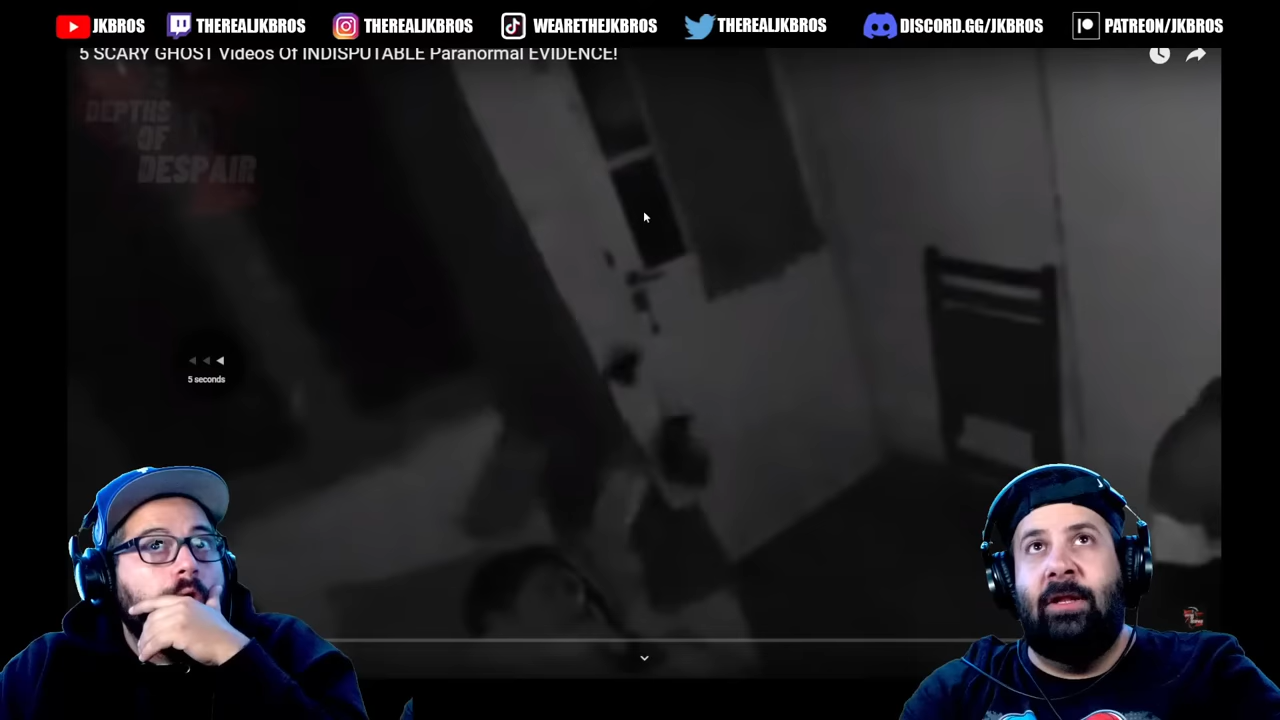 JKBROS
THEREALJKBROS
THEREALJKBROS
WEARETHEJKBROS
THEREALJKBROS
DISCORD.GG/JKBROS
PATREON/JKBROS
5 SCARY GHOST Videos Of INDISPUTABLE Paranormal EVIDENCE!
DEPTHS
OF
DESPAIR
5 seconds